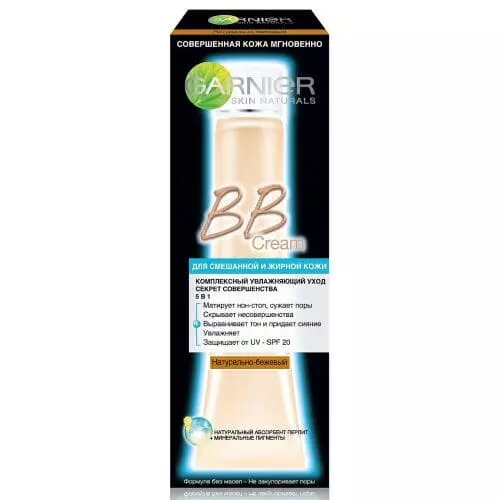 GARNIER
Натурально-бежевый
СОВЕРШЕННАЯ КОЖА МГНОВЕННО
GARNIER
SKIN NATURALS
BB
Cream
ДЛЯ СМЕШАННОЙ И ЖИРНОЙ КОЖИ
КОМПЛЕКСНЫЙ УВЛАЖНЯЮЩИЙ УХОД
СЕКРЕТ СОВЕРШЕНСТВА
5 В 1
Матирует нон-стоп, сужает поры
Скрывает несовершенства
+ Выравнивает тон и придает сияние
Увлажняет
Защищает от UV - SPF 20
Натурально-бежевый
НАТУРАЛЬНЫЙ АБСОРБЕНТ ПЕРЛИТ
+ МИНЕРАЛЬНЫЕ ПИГМЕНТЫ
Формула без масел – Не закупоривает поры